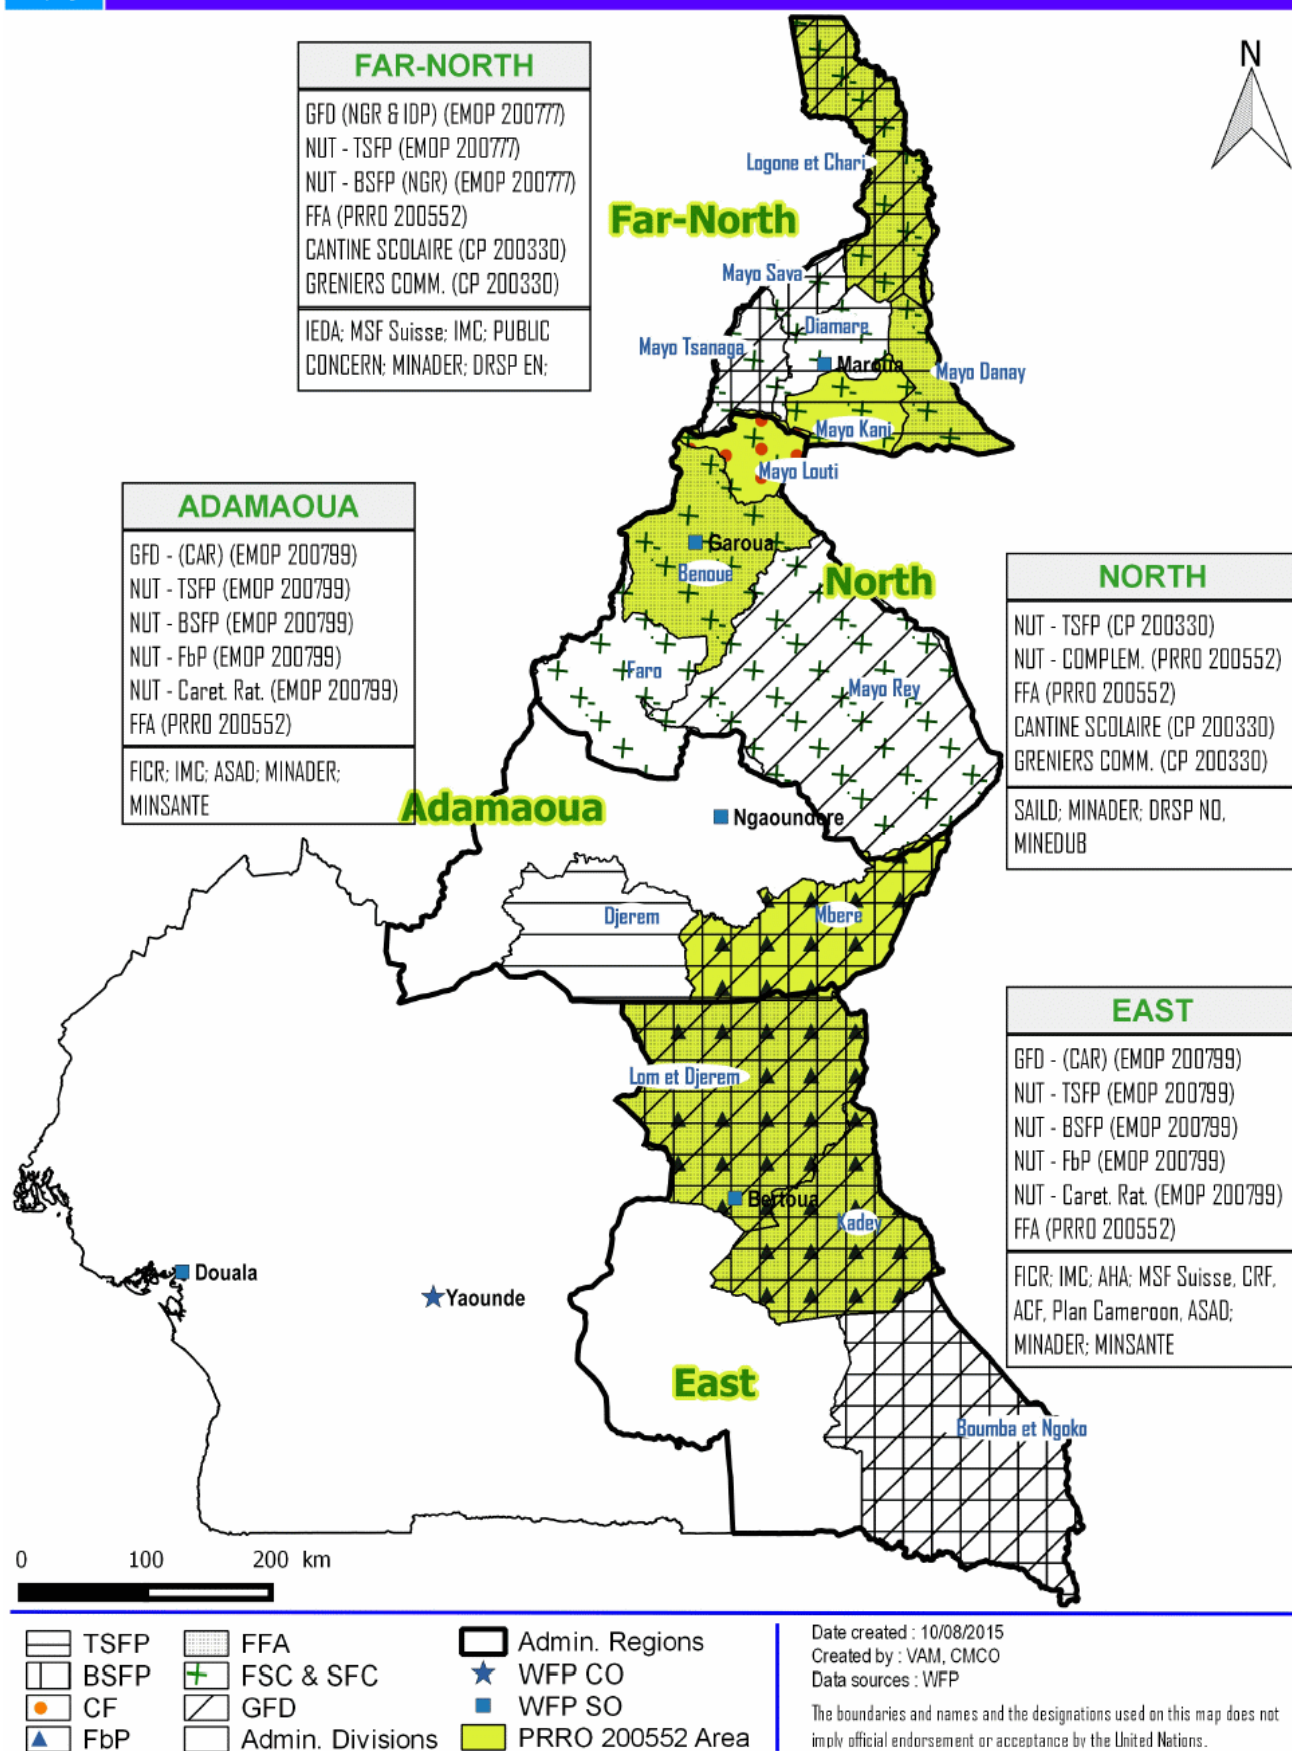 N
FAR-NORTH
GFD (NGR & IDP) (EMOP 200777)
NUT - TSFP (EMOP 200777)
NUT - BSFP (NGR) (EMOP 200777)
FFA (PRRO 200552)
CANTINE SCOLAIRE (CP 200330)
GRENIERS COMM. (CP 200330)
IEDA; MSF Suisse; IMC; PUBLIC
CONCERN; MINADER; DRSP EN;
Logone et Chari
Far-North
Mayo Sava
Diamare
Mayo Tsanaga
Maroua
Mayo Danay
Mayo Kani
Mayo Louti
ADAMAOUA
GFD - (CAR) (EMOP 200799)
NUT - TSFP (EMOP 200799)
NUT - BSFP (EMOP 200799)
NUT - FbP (EMOP 200799)
NUT - Caret. Rat. (EMOP 200799)
FFA (PRRO 200552)
FICR; IMC; ASAD; MINADER;
MINSANTE
Garoua
Benoue
North
Faro
Mayo Rey
NORTH
NUT - TSFP (CP 200330)
NUT - COMPLEM. (PRRO 200552)
FFA (PRRO 200552)
CANTINE SCOLAIRE (CP 200330)
GRENIERS COMM. (CP 200330)
SAILD; MINADER; DRSP NO,
MINEDUB
Adamaoua
Ngaoundere
Djerem
Mbere
EAST
GFD - (CAR) (EMOP 200799)
NUT - TSFP (EMOP 200799)
NUT - BSFP (EMOP 200799)
NUT - FbP (EMOP 200799)
NUT - Caret. Rat. (EMOP 200799)
FFA (PRRO 200552)
FICR; IMC; AHA; MSF Suisse, CRF,
ACF, Plan Cameroon, ASAD;
MINADER; MINSANTE
Lom et Djerem
Bertoua
Kadey
Douala
Yaounde
East
Boumba et Ngoko
0 100 200 km
TSFP
BSFP
CF
FbP
FFA
FSC & SFC
GFD
Admin. Divisions
Admin. Regions
WFP CO
WFP SO
PRRO 200552 Area
Date created : 10/08/2015
Created by : VAM, CMCO
Data sources : WFP
The boundaries and names and the designations used on this map does not
imply official endorsement or acceptance by the United Nations.